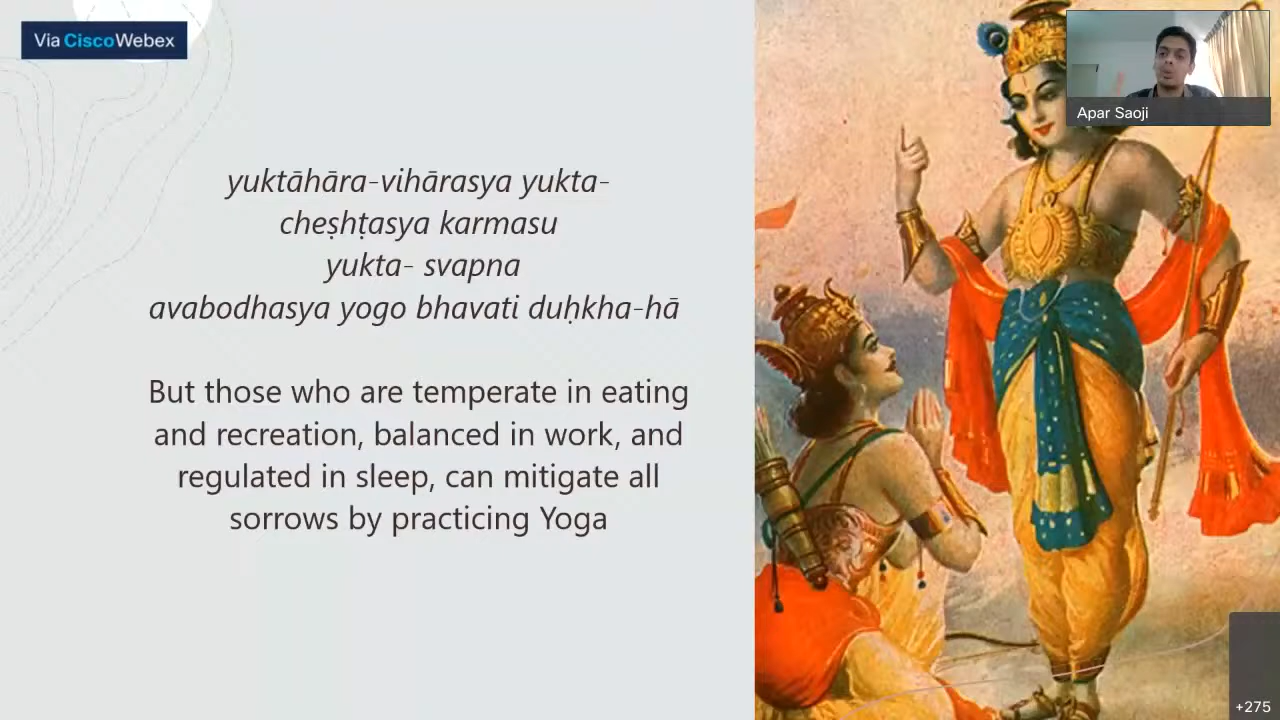 Via Cisco Webex
Apar Saoji
yuktāhāra-vihārasya yukta-
cheṣhṭasya karmasu
yukta- svapna
avabodhasya yogo bhavati duḥkha-hā
But those who are temperate in eating
and recreation, balanced in work, and
regulated in sleep, can mitigate all
sorrows by practicing Yoga
+275